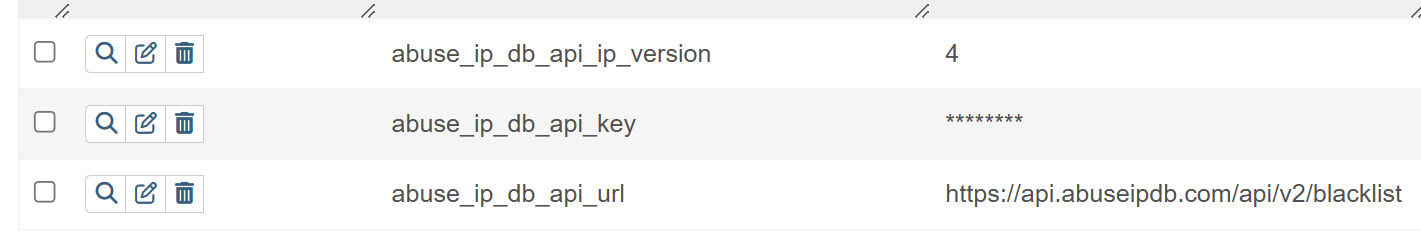 abuse_ip_db_api_ip_version 4
abuse_ip_db_api_key ********
abuse_ip_db_api_url https://api.abuseipdb.com/api/v2/blacklist